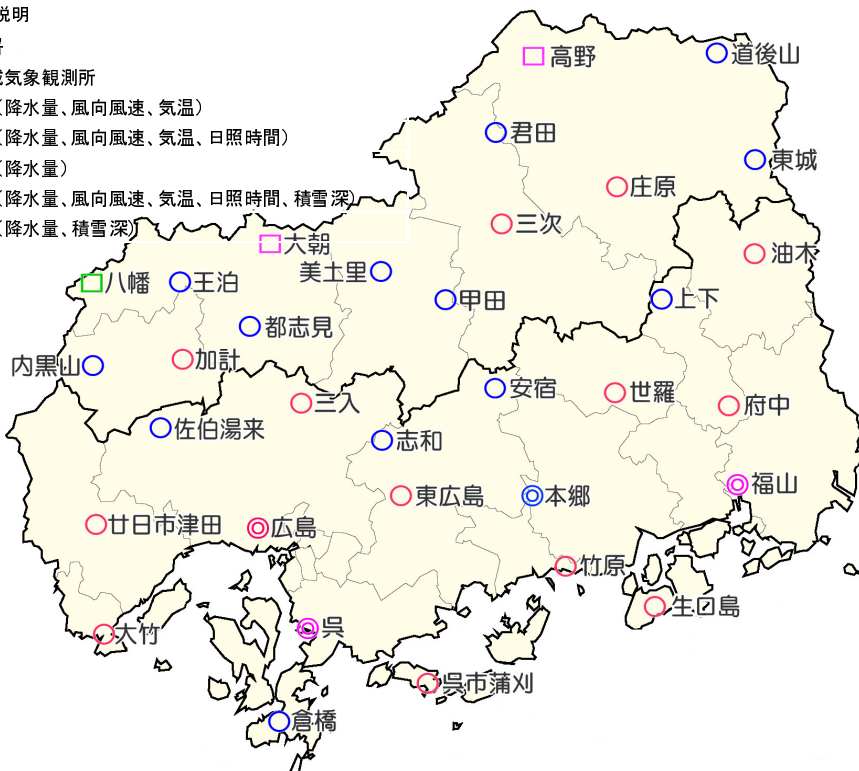 説明
域気象観測所
（降水量、風向風速、気温）
（降水量、風向風速、気温、日照時間）
（降水量）
（降水量、風向風速、気温、日照時間、積雪深）
（降水量、積雪深）
高野
道後山
君田
東城
庄原
三次
油木
大朝
美土里
八幡
王泊
甲田
上下
都志見
内黒山
加計
三入
安宿
世羅
府中
佐伯湯来
志和
東広島
本郷
福山
廿日市津田
広島
竹原
生口島
大竹
呉
呉市蒲刈
倉橋